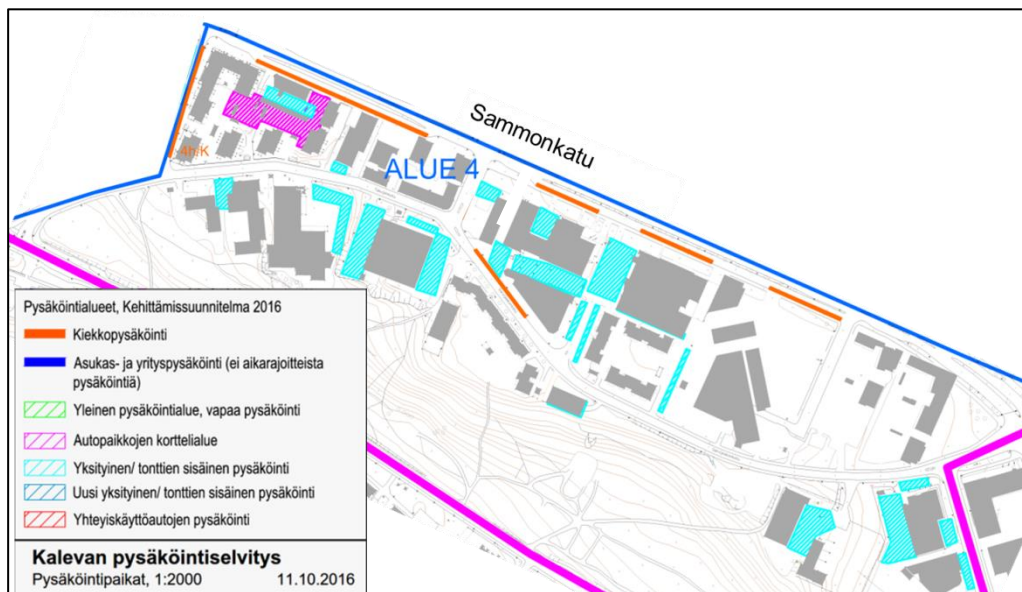 Sammonkatu
4h/K
ALUE 4
Pysäköintialueet, Kehittämissuunnitelma 2016
Kiekkopysäköinti
Asukas- ja yrityspysäköinti (ei aikarajoitteista
pysäköintiä)
Yleinen pysäköintialue, vapaa pysäköinti
Autopaikkojen korttelialue
Yksityinen/ tonttien sisäinen pysäköinti
Uusi yksityinen/ tonttien sisäinen pysäköinti
Yhteiskäyttöautojen pysäköinti
Kalevan pysäköintiselvitys
Pysäköintipaikat, 1:2000 11.10.2016